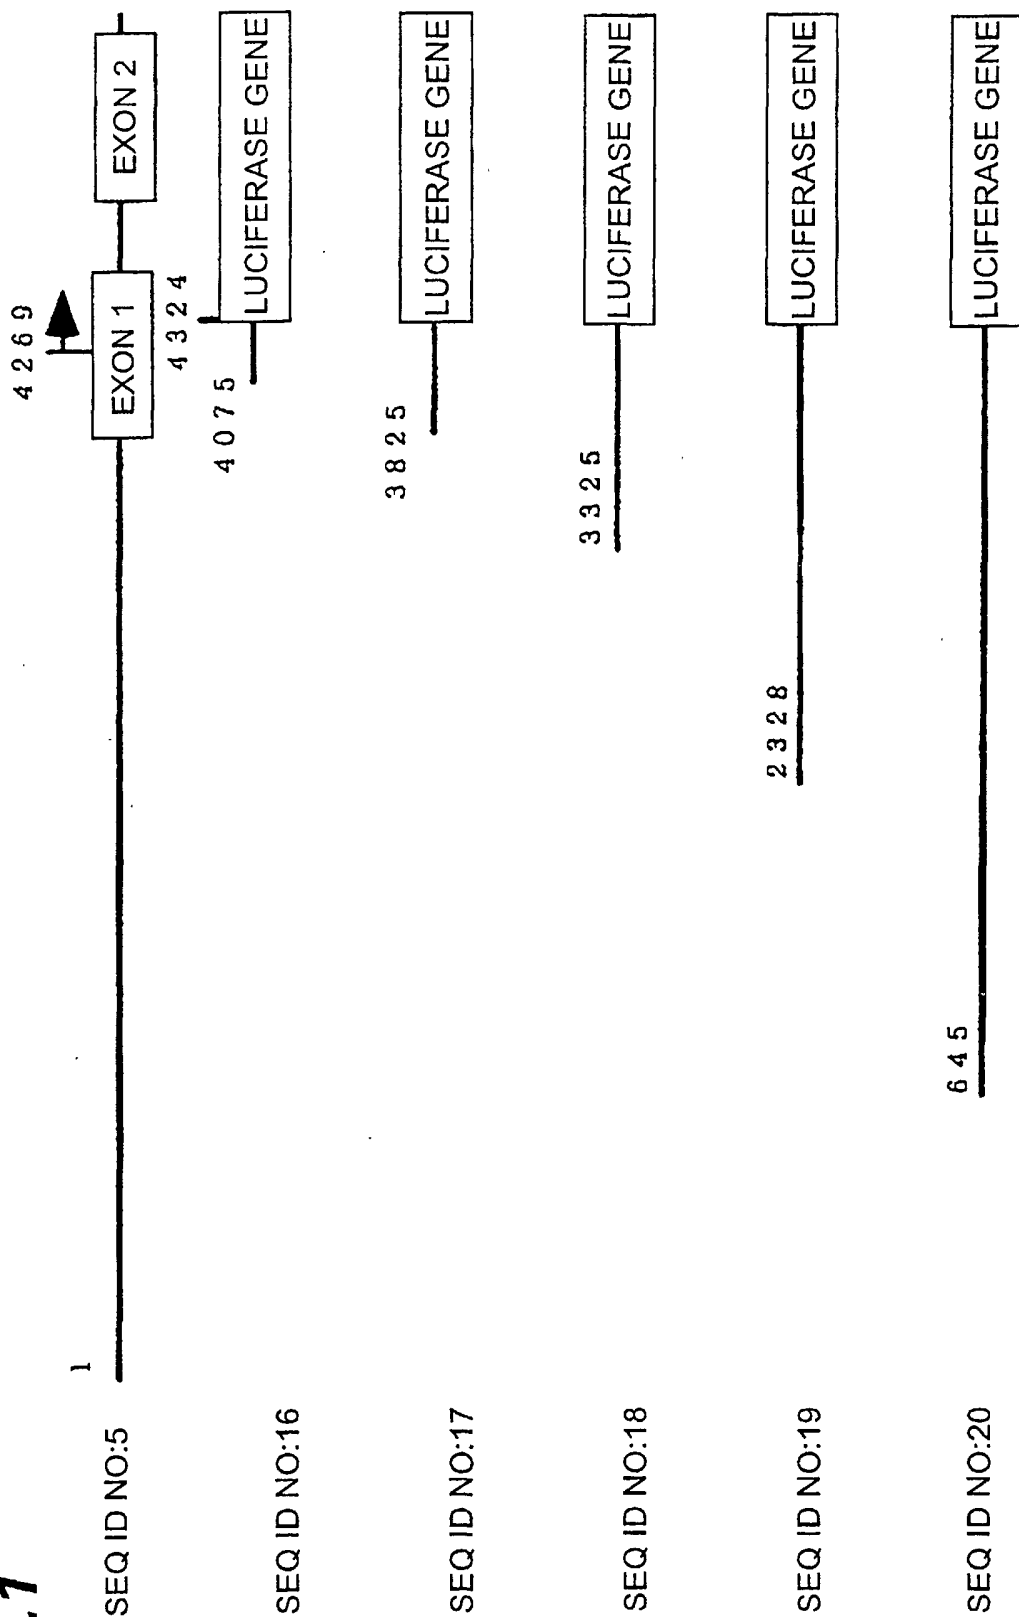 1
4269
SEQ ID NO:5
EXON 1
EXON 2
4324
4075
SEQ ID NO:16
LUCIFERASE GENE
3825
SEQ ID NO:17
LUCIFERASE GENE
3325
SEQ ID NO:18
LUCIFERASE GENE
2328
SEQ ID NO:19
LUCIFERASE GENE
645
SEQ ID NO:20
LUCIFERASE GENE